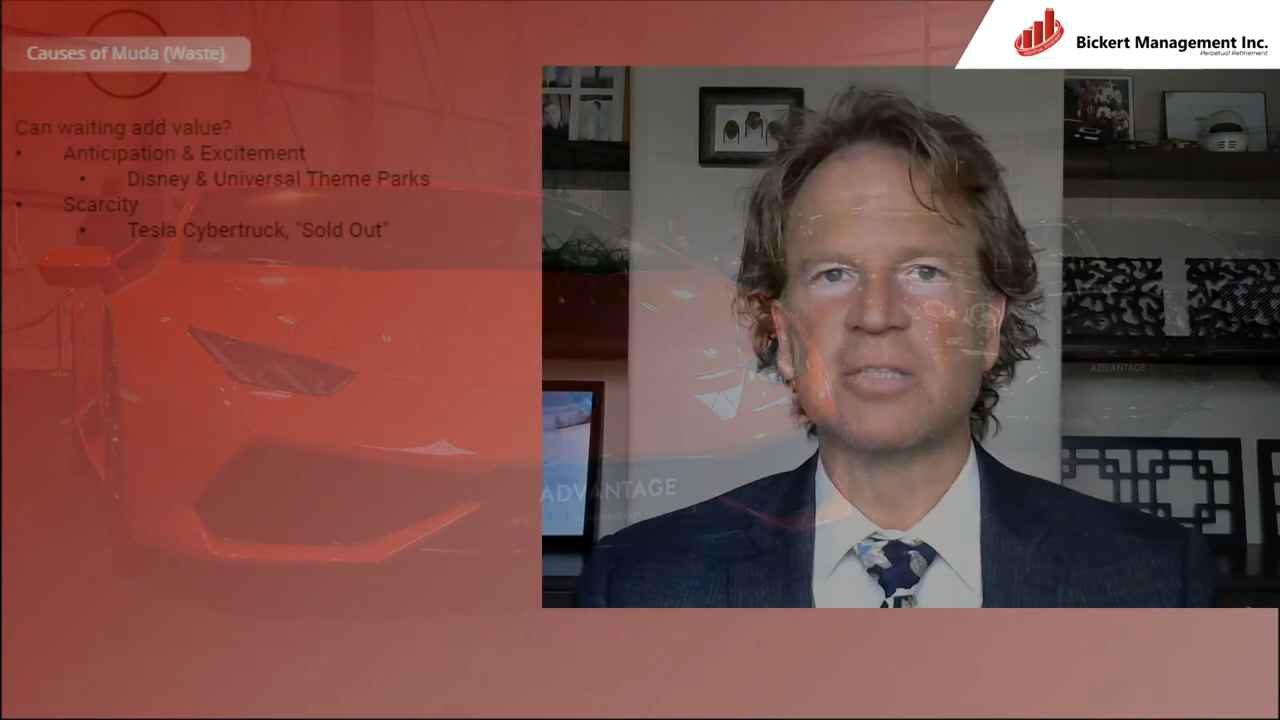 Causes of Muda (Waste)
Bickert Management Inc.
Perpetual Refinement
Can waiting add value?
• Anticipation & Excitement
• Disney & Universal Theme Parks
• Scarcity
• Tesla Cybertruck, "Sold Out"
ADVANTAGE
ADVANTAGE